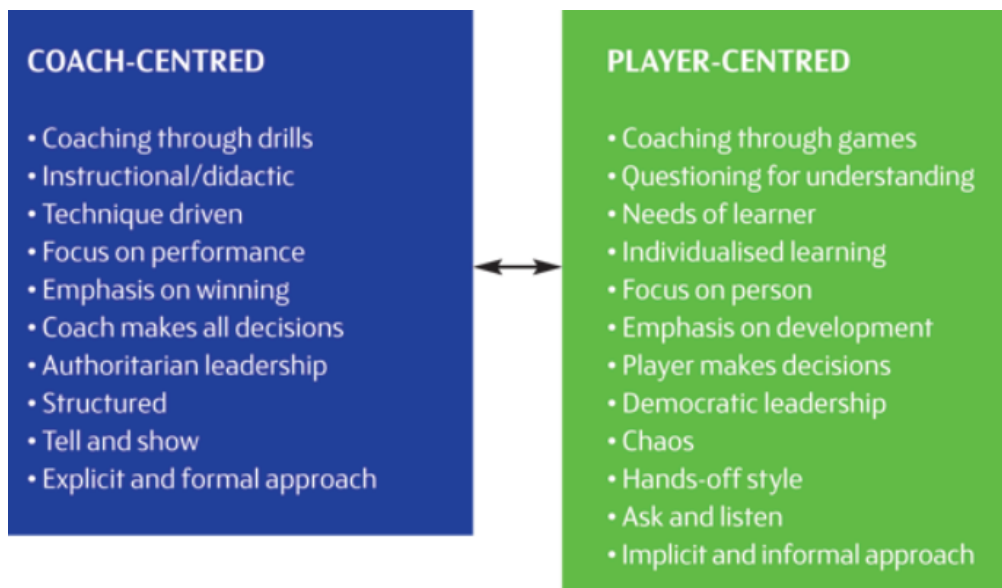 COACH-CENTRED
• Coaching through drills
• Instructional/didactic
• Technique driven
• Focus on performance
• Emphasis on winning
• Coach makes all decisions
• Authoritarian leadership
• Structured
• Tell and show
• Explicit and formal approach
PLAYER-CENTRED
• Coaching through games
• Questioning for understanding
• Needs of learner
• Individualised learning
• Focus on person
• Emphasis on development
• Player makes decisions
• Democratic leadership
• Chaos
• Hands-off style
• Ask and listen
• Implicit and informal approach